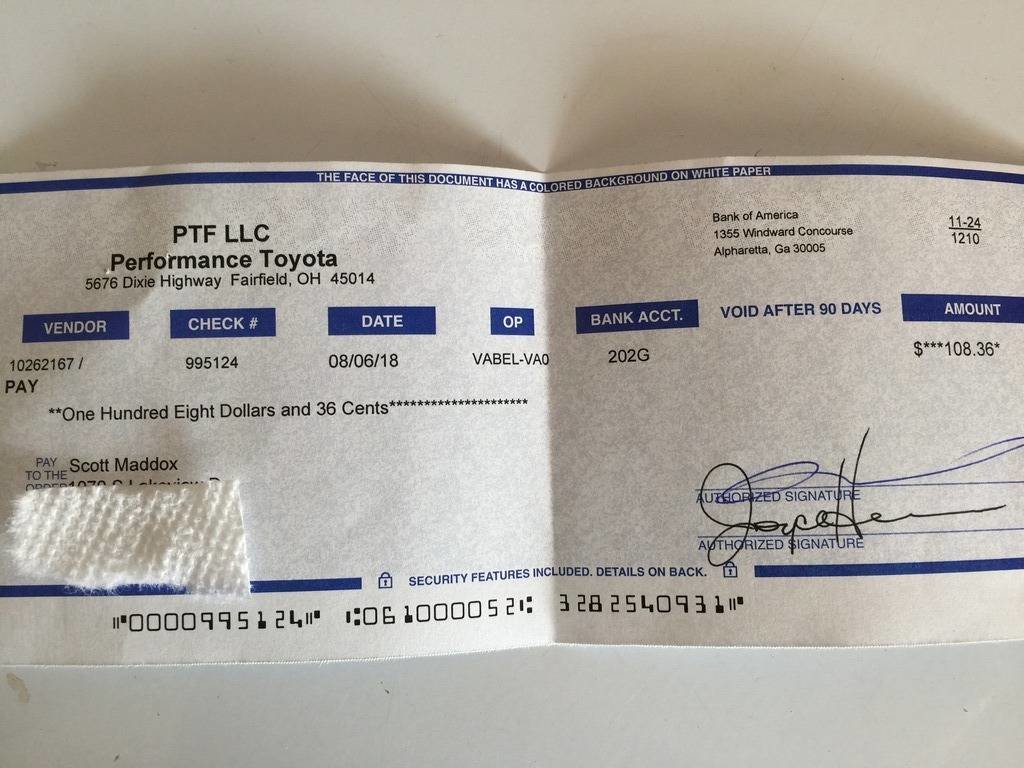 THE FACE OF THIS DOCUMENT HAS A COLORED BACKGROUND ON WHITE PAPER
PTF LLC
Performance Toyota
5676 Dixie Highway Fairfield, OH 45014
Bank of America
1355 Windward Concourse
Alpharetta, Ga 30005
11-24
1210
VENDOR CHECK # DATE OP BANK ACCT. VOID AFTER 90 DAYS AMOUNT
10262167 / 995124 08/06/18 VABEL-VA0 202G $***108.36*
PAY
**One Hundred Eight Dollars and 36 Cents**********************
PAY
TO THE
ORDER
Scott Maddox
AUTHORIZED SIGNATURE
AUTHORIZED SIGNATURE
SECURITY FEATURES INCLUDED. DETAILS ON BACK.
⑈0000995124⑈ ⑆061000052⑆ 3282540931⑈